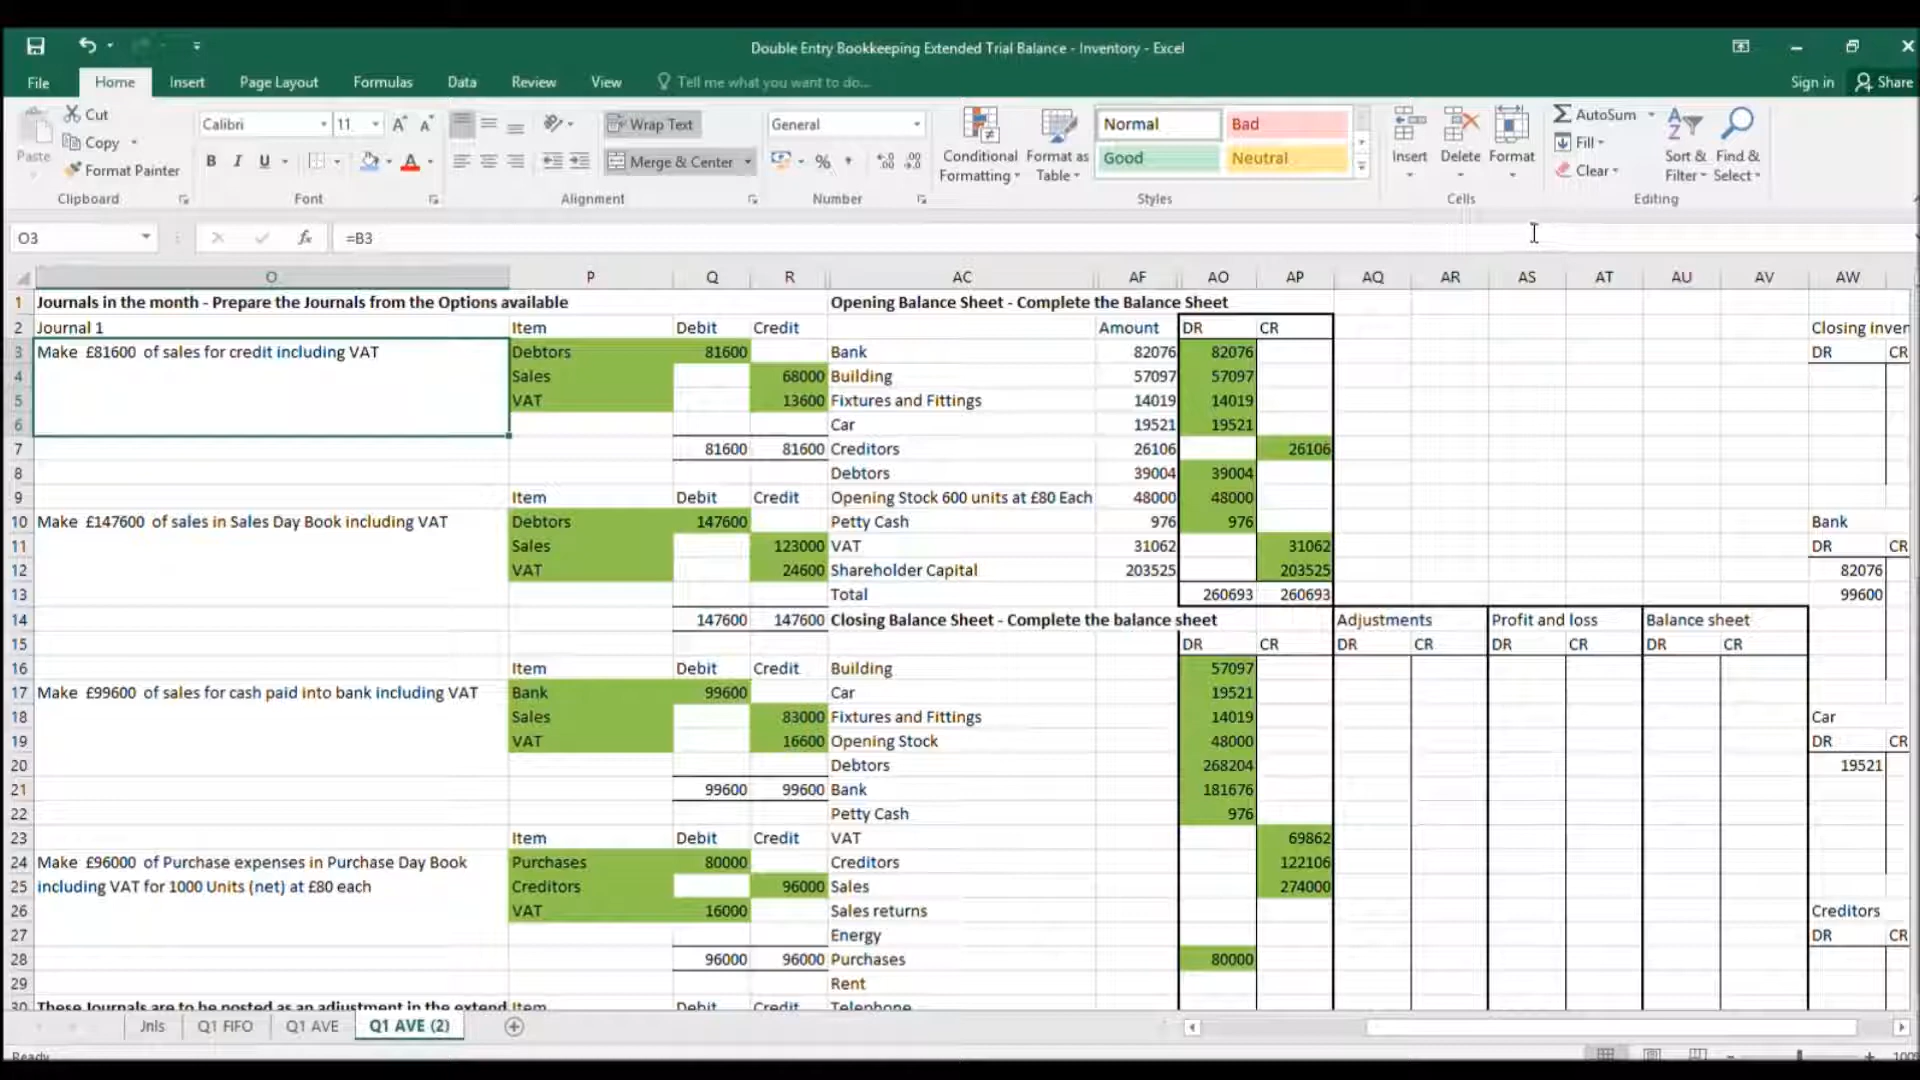 Double Entry Bookkeeping Extended Trial Balance - Inventory - Excel
File Home Insert Page Layout Formulas Data Review View Tell me what you want to do... Sign in Share
Cut
Copy
Format Painter
Paste
Clipboard
Calibri 11
B I U
Font
Wrap Text
Merge & Center
Alignment
General
%
Number
Conditional Formatting
Format as Table
Normal Bad
Good Neutral
Styles
Insert Delete Format
Cells
AutoSum
Fill
Clear
Sort & Filter
Find & Select
Editing
O3 fx =B3
O P Q R AC AF AO AP AQ AR AS AT AU AV AW
1 Journals in the month - Prepare the Journals from the Options available Opening Balance Sheet - Complete the Balance Sheet
2 Journal 1 Item Debit Credit Amount DR CR Closing inver
3 Make £81600 of sales for credit including VAT Debtors 81600 Bank 82076 82076 DR CR
4 Sales 68000 Building 57097 57097
5 VAT 13600 Fixtures and Fittings 14019 14019
6 Car 19521 19521
7 81600 81600 Creditors 26106 26106
8 Debtors 39004 39004
9 Item Debit Credit Opening Stock 600 units at £80 Each 48000 48000
10 Make £147600 of sales in Sales Day Book including VAT Debtors 147600 Petty Cash 976 976 Bank
11 Sales 123000 VAT 31062 31062 DR CR
12 VAT 24600 Shareholder Capital 203525 203525 82076
13 Total 260693 260693 99600
14 147600 147600 Closing Balance Sheet - Complete the balance sheet Adjustments Profit and loss Balance sheet
15 DR CR DR CR DR CR DR CR
16 Item Debit Credit Building 57097
17 Make £99600 of sales for cash paid into bank including VAT Bank 99600 Car 19521
18 Sales 83000 Fixtures and Fittings 14019 Car
19 VAT 16600 Opening Stock 48000 DR CR
20 Debtors 268204 19521
21 99600 99600 Bank 181676
22 Petty Cash 976
23 Item Debit Credit VAT 69862
24 Make £96000 of Purchase expenses in Purchase Day Book Purchases 80000 Creditors 122106
25 including VAT for 1000 Units (net) at £80 each Creditors 96000 Sales 274000
26 VAT 16000 Sales returns Creditors
27 Energy DR CR
28 96000 96000 Purchases 80000
29 Rent
30 These Journals are to be posted as an adjustment in the extend Item Debit Credit Telephone
Jnls Q1 FIFO Q1 AVE Q1 AVE (2)
Ready